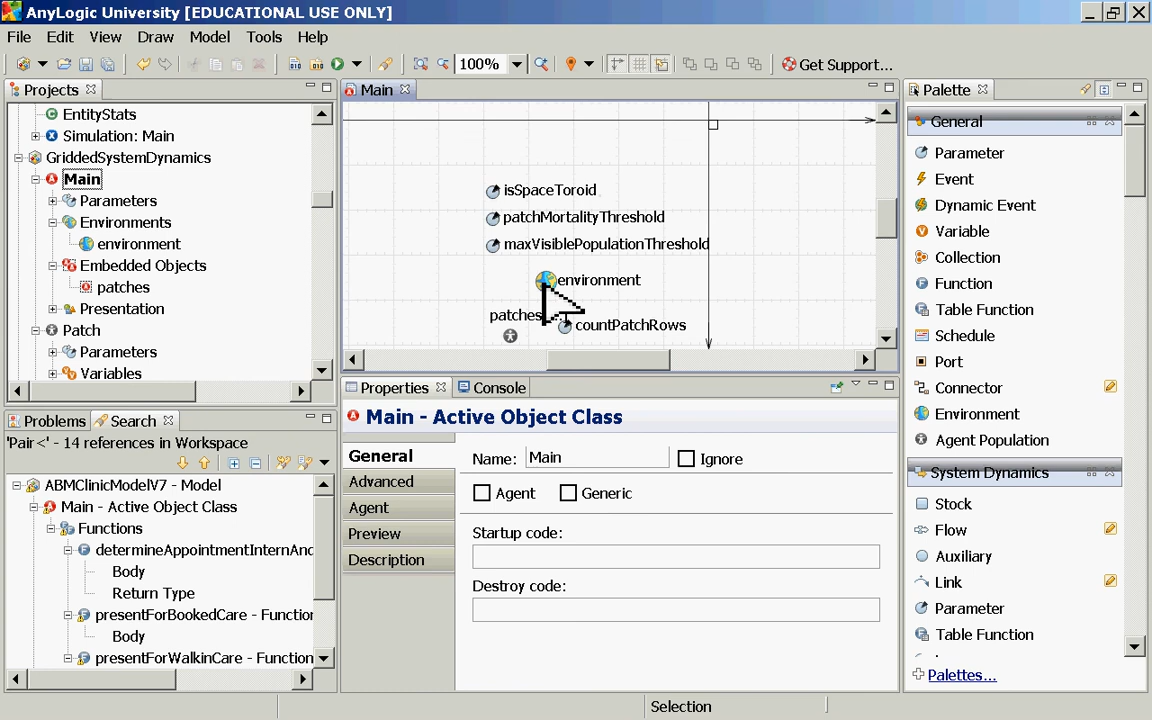 AnyLogic University [EDUCATIONAL USE ONLY]
File Edit View Draw Model Tools Help
100% Get Support...
Projects
EntityStats
Simulation: Main
GriddedSystemDynamics
Main
Parameters
Environments
environment
Embedded Objects
patches
Presentation
Patch
Parameters
Variables
Problems Search
'Pair<' - 14 references in Workspace
ABMClinicModelV7 - Model
Main - Active Object Class
Functions
determineAppointmentInternAnd
Body
Return Type
presentForBookedCare - Function
Body
presentForWalkinCare - Function
Main
isSpaceToroid
patchMortalityThreshold
maxVisiblePopulationThreshold
environment
patches
countPatchRows
Properties Console
Main - Active Object Class
General
Advanced
Agent
Preview
Description
Name: Main Ignore
Agent Generic
Startup code:
Destroy code:
Palette
General
Parameter
Event
Dynamic Event
Variable
Collection
Function
Table Function
Schedule
Port
Connector
Environment
Agent Population
System Dynamics
Stock
Flow
Auxiliary
Link
Parameter
Table Function
Palettes...
Selection